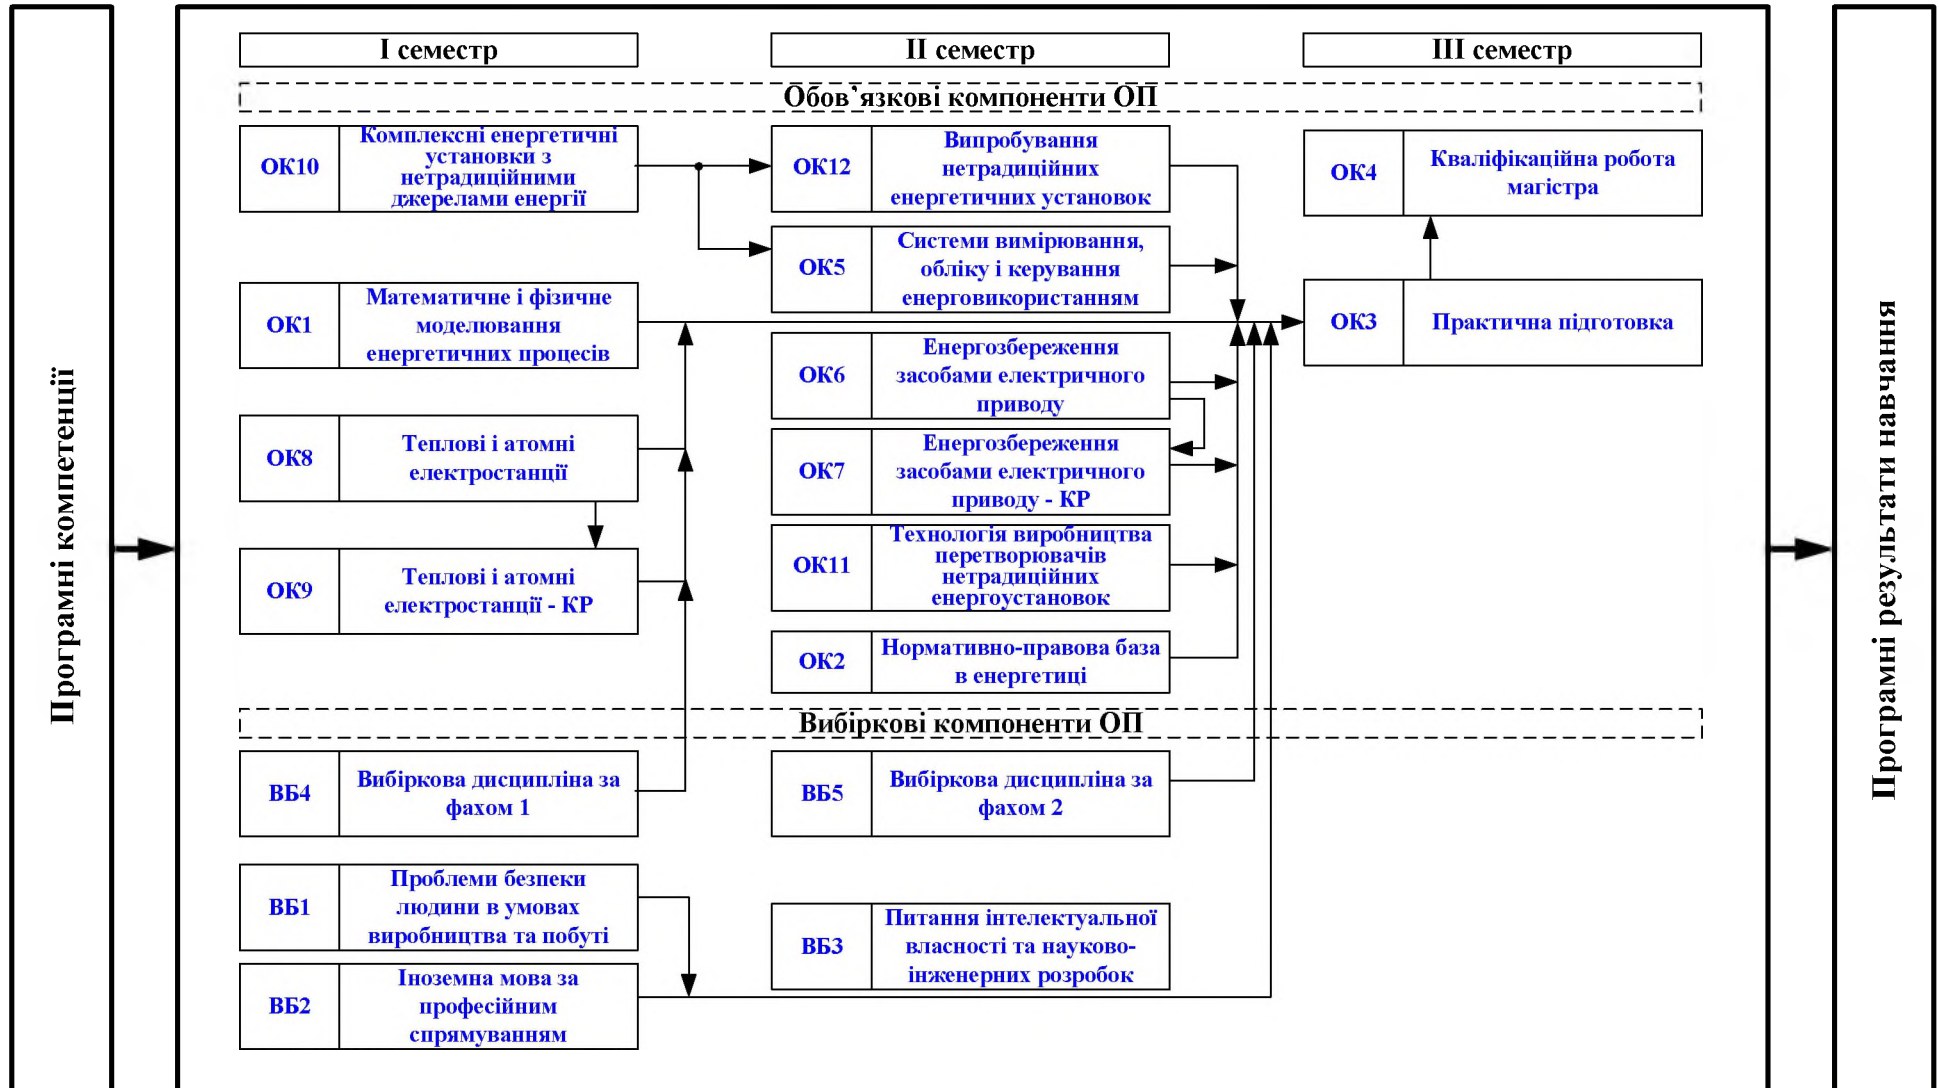 Програмні компетенції
I семестр
II семестр
III семестр
Обов’язкові компоненти ОП
ОК10
Комплексні енергетичні
установки з
нетрадиційними
джерелами енергії
ОК12
Випробування
нетрадиційних
енергетичних установок
ОК4
Кваліфікаційна робота
магістра
ОК5
Системи вимірювання,
обліку і керування
енерговикористанням
ОК1
Математичне і фізичне
моделювання
енергетичних процесів
ОК3
Практична підготовка
ОК6
Енергозбереження
засобами електричного
приводу
ОК8
Теплові і атомні
електростанції
ОК7
Енергозбереження
засобами електричного
приводу - КР
ОК9
Теплові і атомні
електростанції - КР
ОК11
Технологія виробництва
перетворювачів
нетрадиційних
енергоустановок
ОК2
Нормативно-правова база
в енергетиці
Вибіркові компоненти ОП
ВБ4
Вибіркова дисципліна за
фахом 1
ВБ5
Вибіркова дисципліна за
фахом 2
ВБ1
Проблеми безпеки
людини в умовах
виробництва та побуті
ВБ3
Питання інтелектуальної
власності та науково-
інженерних розробок
ВБ2
Іноземна мова за
професійним
спрямуванням
Програмні результати навчання